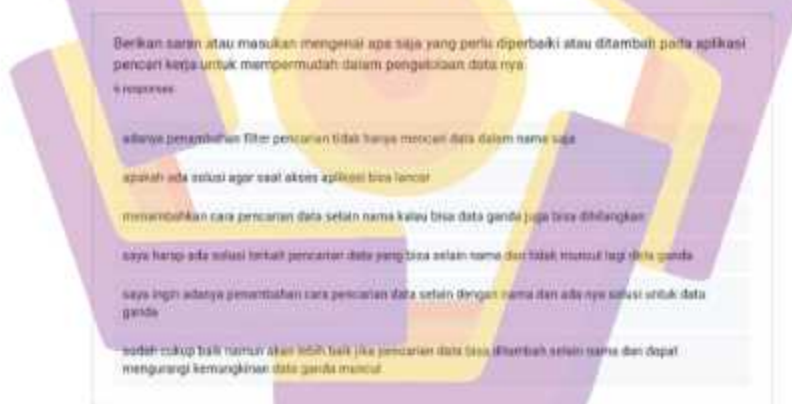 Berikan saran atau masukan mengenai apa saja yang perlu diperbaiki atau ditambah pada aplikasi
pencari kerja untuk mempermudah dalam pengelolaan data nya
6 responses
adanya penambahan filter pencarian tidak hanya mencari data dalam nama saja
apakah ada solusi agar saat akses aplikasi bisa lancar
menambahkan cara pencarian data selain nama kalau bisa data ganda juga bisa dihilangkan
saya harap ada solusi terkait pencarian data yang bisa selain nama dan tidak muncul lagi data ganda
saya ingin adanya penambahan cara pencarian data selain dengan nama dan ada nya solusi untuk data
ganda
sudah cukup baik namun akan lebih baik jika pencarian data bisa ditambah selain nama dan dapat
mengurangi kemungkinan data ganda muncul